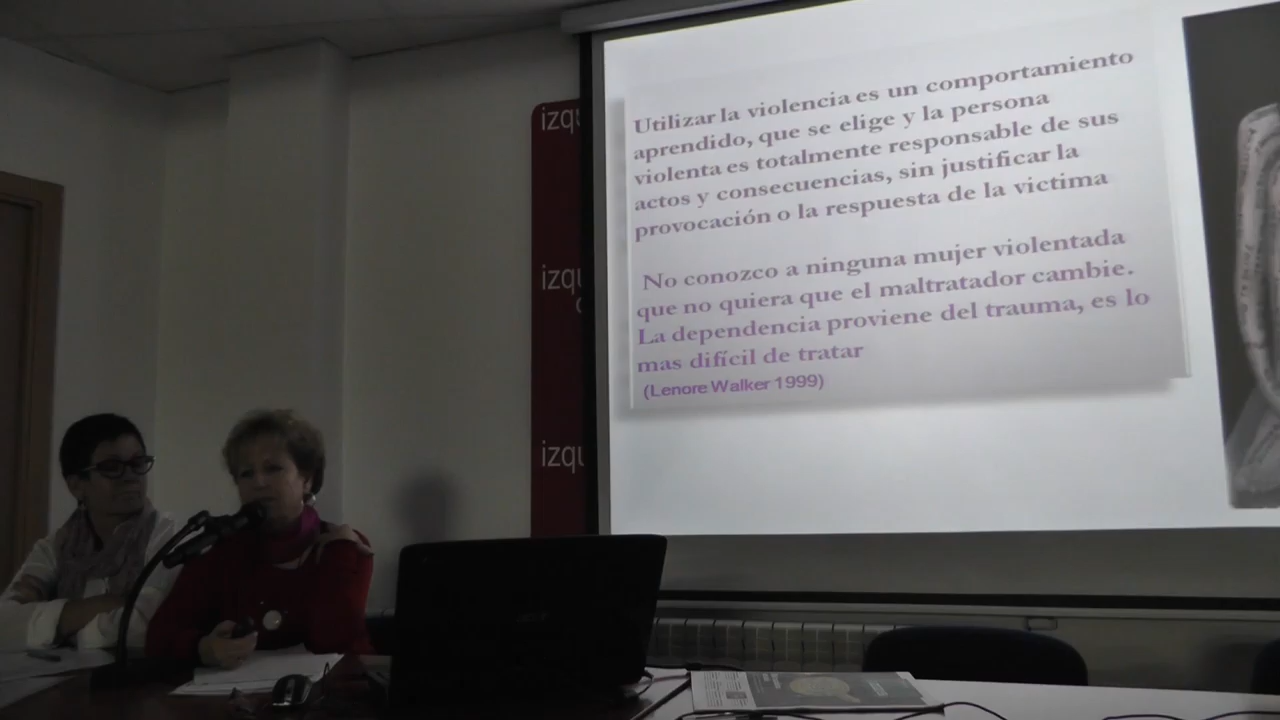 Utilizar la violencia es un comportamiento
aprendido, que se elige y la persona
violenta es totalmente responsable de sus
actos y consecuencias, sin justificar la
provocación o la respuesta de la victima
No conozco a ninguna mujer violentada
que no quiera que el maltratador cambie.
La dependencia proviene del trauma, es lo
mas difícil de tratar
(Lenore Walker 1999)
izqu
izqu
izqu
acer